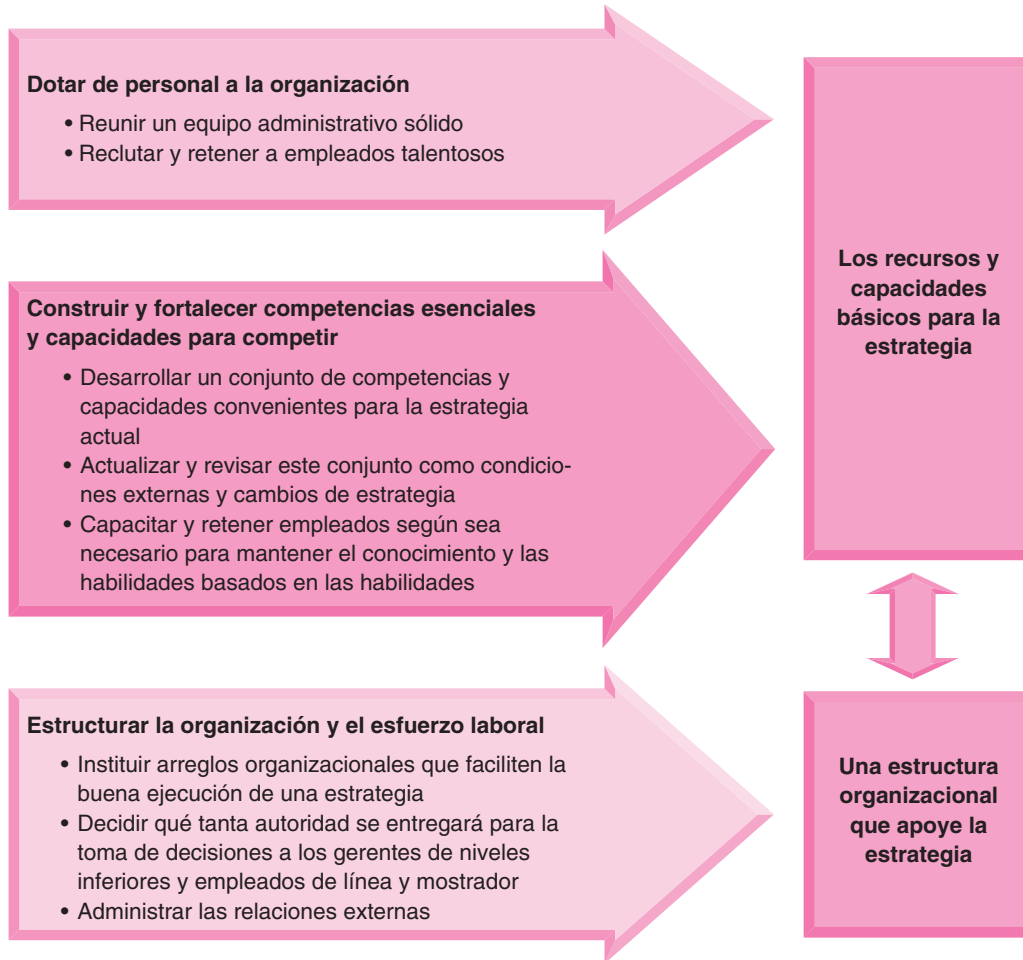 Dotar de personal a la organización
• Reunir un equipo administrativo sólido
• Reclutar y retener a empleados talentosos
Construir y fortalecer competencias esenciales
y capacidades para competir
• Desarrollar un conjunto de competencias y
capacidades convenientes para la estrategia
actual
• Actualizar y revisar este conjunto como condicio-
nes externas y cambios de estrategia
• Capacitar y retener empleados según sea
necesario para mantener el conocimiento y las
habilidades basados en las habilidades
Estructurar la organización y el esfuerzo laboral
• Instituir arreglos organizacionales que faciliten la
buena ejecución de una estrategia
• Decidir qué tanta autoridad se entregará para la
toma de decisiones a los gerentes de niveles
inferiores y empleados de línea y mostrador
• Administrar las relaciones externas
Los recursos y
capacidades
básicos para la
estrategia
Una estructura
organizacional
que apoye la
estrategia